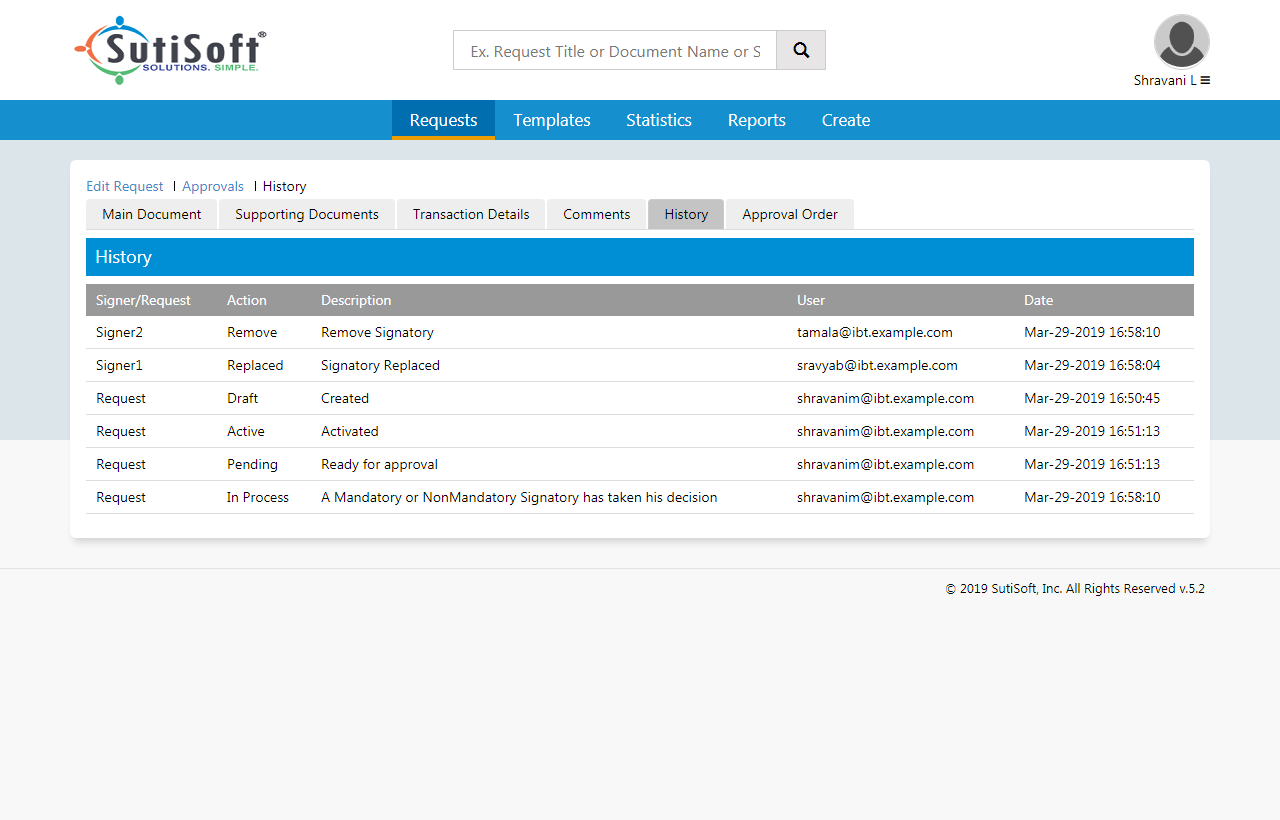 SutiSoft®
SOLUTIONS. SIMPLE.
Ex. Request Title or Document Name or S
Shravani L
Requests Templates Statistics Reports Create
Edit Request | Approvals | History
Main Document Supporting Documents Transaction Details Comments History Approval Order
History
Signer/Request Action Description User Date
Signer2 Remove Remove Signatory tamala@ibt.example.com Mar-29-2019 16:58:10
Signer1 Replaced Signatory Replaced sravyab@ibt.example.com Mar-29-2019 16:58:04
Request Draft Created shravanim@ibt.example.com Mar-29-2019 16:50:45
Request Active Activated shravanim@ibt.example.com Mar-29-2019 16:51:13
Request Pending Ready for approval shravanim@ibt.example.com Mar-29-2019 16:51:13
Request In Process A Mandatory or NonMandatory Signatory has taken his decision shravanim@ibt.example.com Mar-29-2019 16:58:10
© 2019 SutiSoft, Inc. All Rights Reserved v.5.2